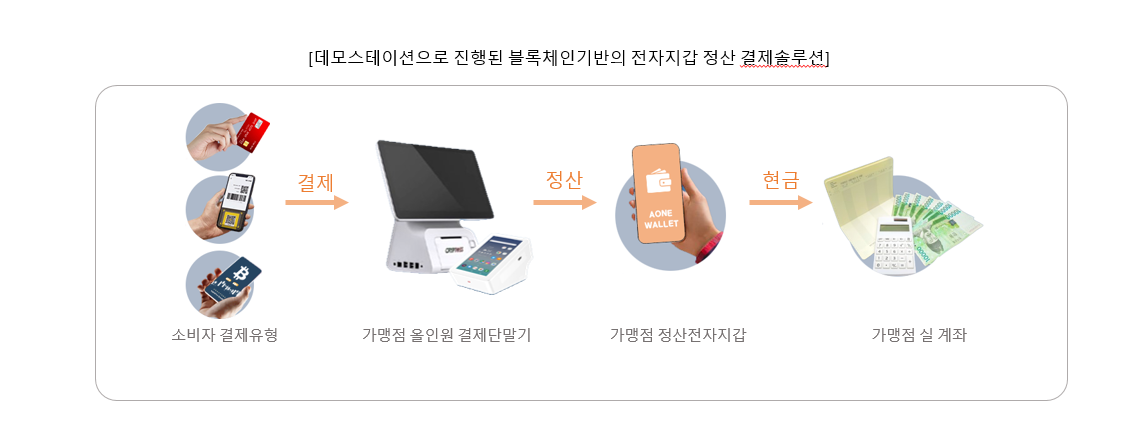 [데모스테이션으로 진행된 블록체인기반의 전자지갑 정산 결제솔루션]
결제
정산
현금
AONE
WALLET
소비자 결제유형
가맹점 올인원 결제단말기
가맹점 정산전자지갑
가맹점 실 계좌